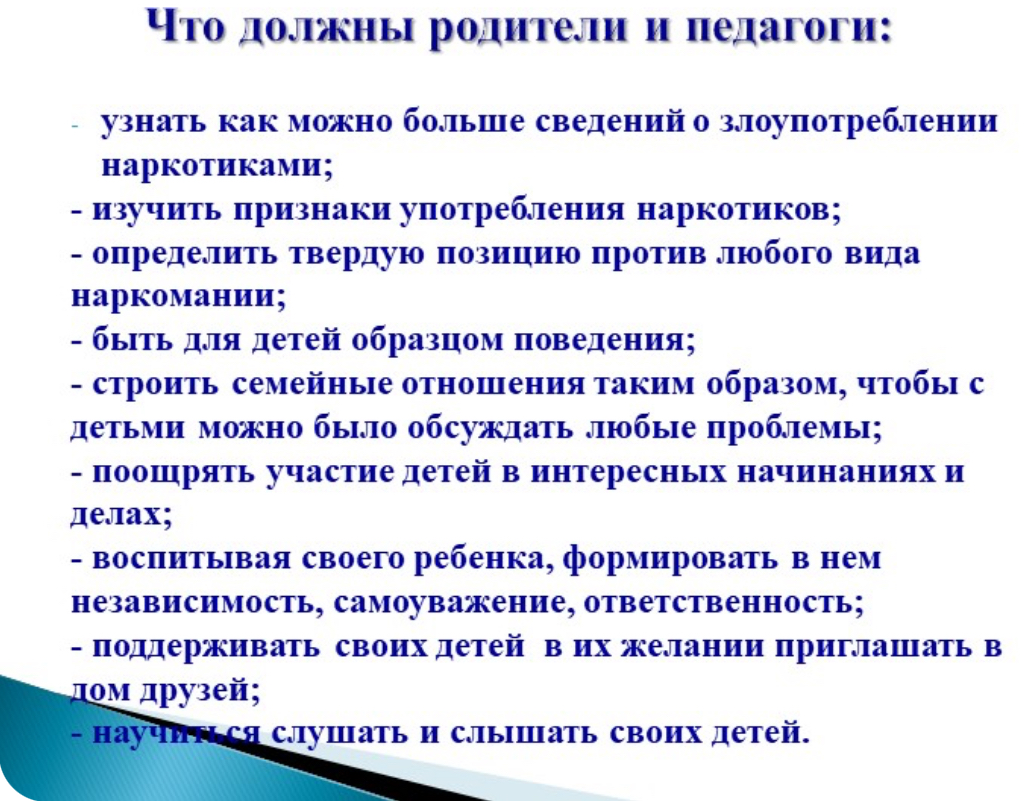 Что должны родители и педагоги:
- узнать как можно больше сведений о злоупотреблении
наркотиками;
- изучить признаки употребления наркотиков;
- определить твердую позицию против любого вида
наркомании;
- быть для детей образцом поведения;
- строить семейные отношения таким образом, чтобы с
детьми можно было обсуждать любые проблемы;
- поощрять участие детей в интересных начинаниях и
делах;
- воспитывая своего ребенка, формировать в нем
независимость, самоуважение, ответственность;
- поддерживать своих детей в их желании приглашать в
дом друзей;
- научиться слушать и слышать своих детей.